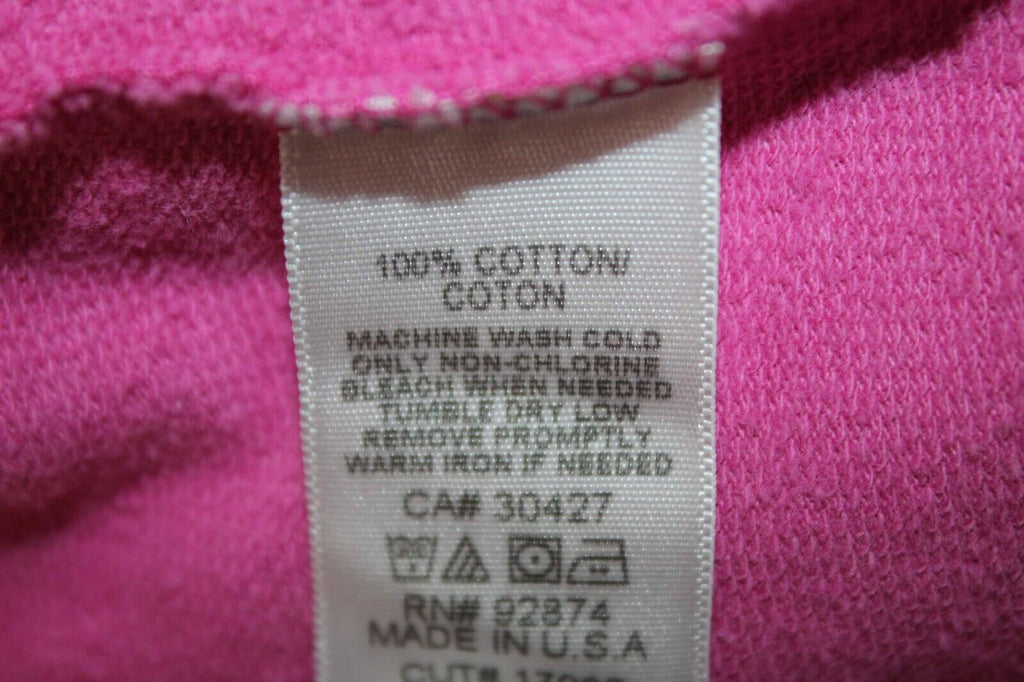 100% COTTON/
COTON
MACHINE WASH COLD
ONLY NON-CHLORINE
BLEACH WHEN NEEDED
TUMBLE DRY LOW
REMOVE PROMPTLY
WARM IRON IF NEEDED
CA# 30427
RN# 92874
MADE IN U.S.A
CUT#